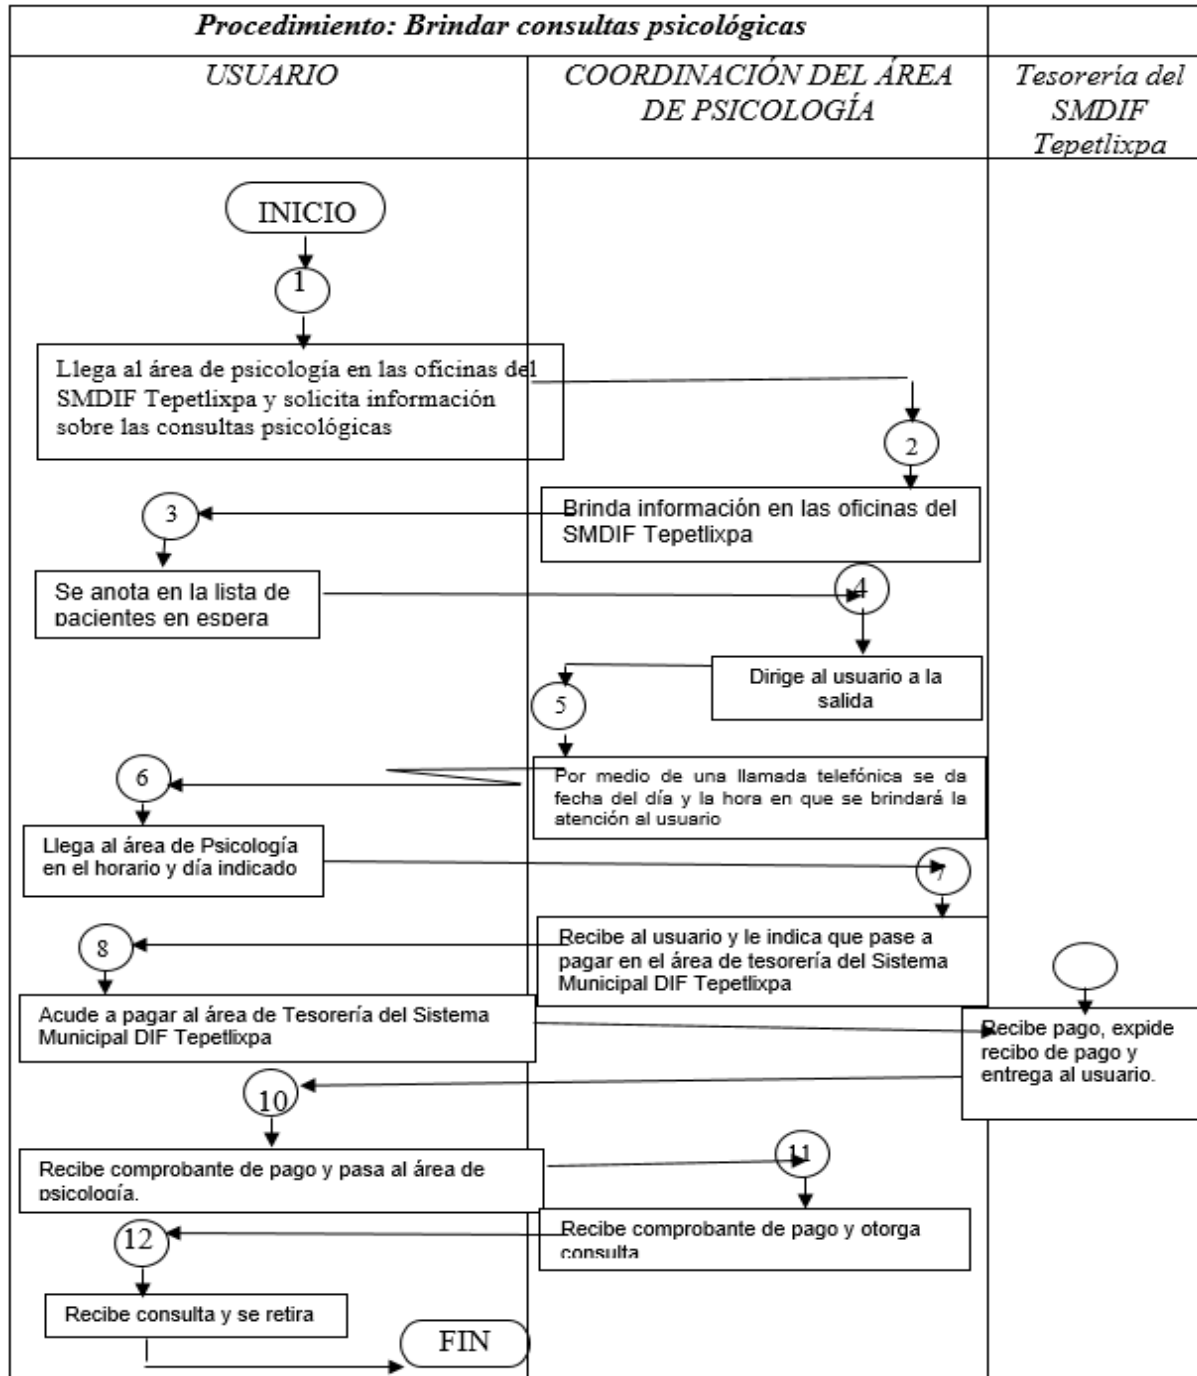 Procedimiento: Brindar consultas psicológicas
USUARIO
COORDINACIÓN DEL ÁREA
DE PSICOLOGÍA
Tesorería del
SMDIF
Tepetlixpa
INICIO
1
Llega al área de psicología en las oficinas del
SMDIF Tepetlixpa y solicita información
sobre las consultas psicológicas
2
Brinda información en las oficinas del
SMDIF Tepetlixpa
3
Se anota en la lista de
pacientes en espera
4
Dirige al usuario a la
salida
5
Por medio de una llamada telefónica se da
fecha del día y la hora en que se brindará la
atención al usuario
6
Llega al área de Psicología
en el horario y día indicado
7
Recibe al usuario y le indica que pase a
pagar en el área de tesorería del Sistema
Municipal DIF Tepetlixpa
8
Acude a pagar al área de Tesorería del Sistema
Municipal DIF Tepetlixpa
Recibe pago, expide
recibo de pago y
entrega al usuario.
10
Recibe comprobante de pago y pasa al área de
psicología.
11
Recibe comprobante de pago y otorga
consulta
12
Recibe consulta y se retira
FIN